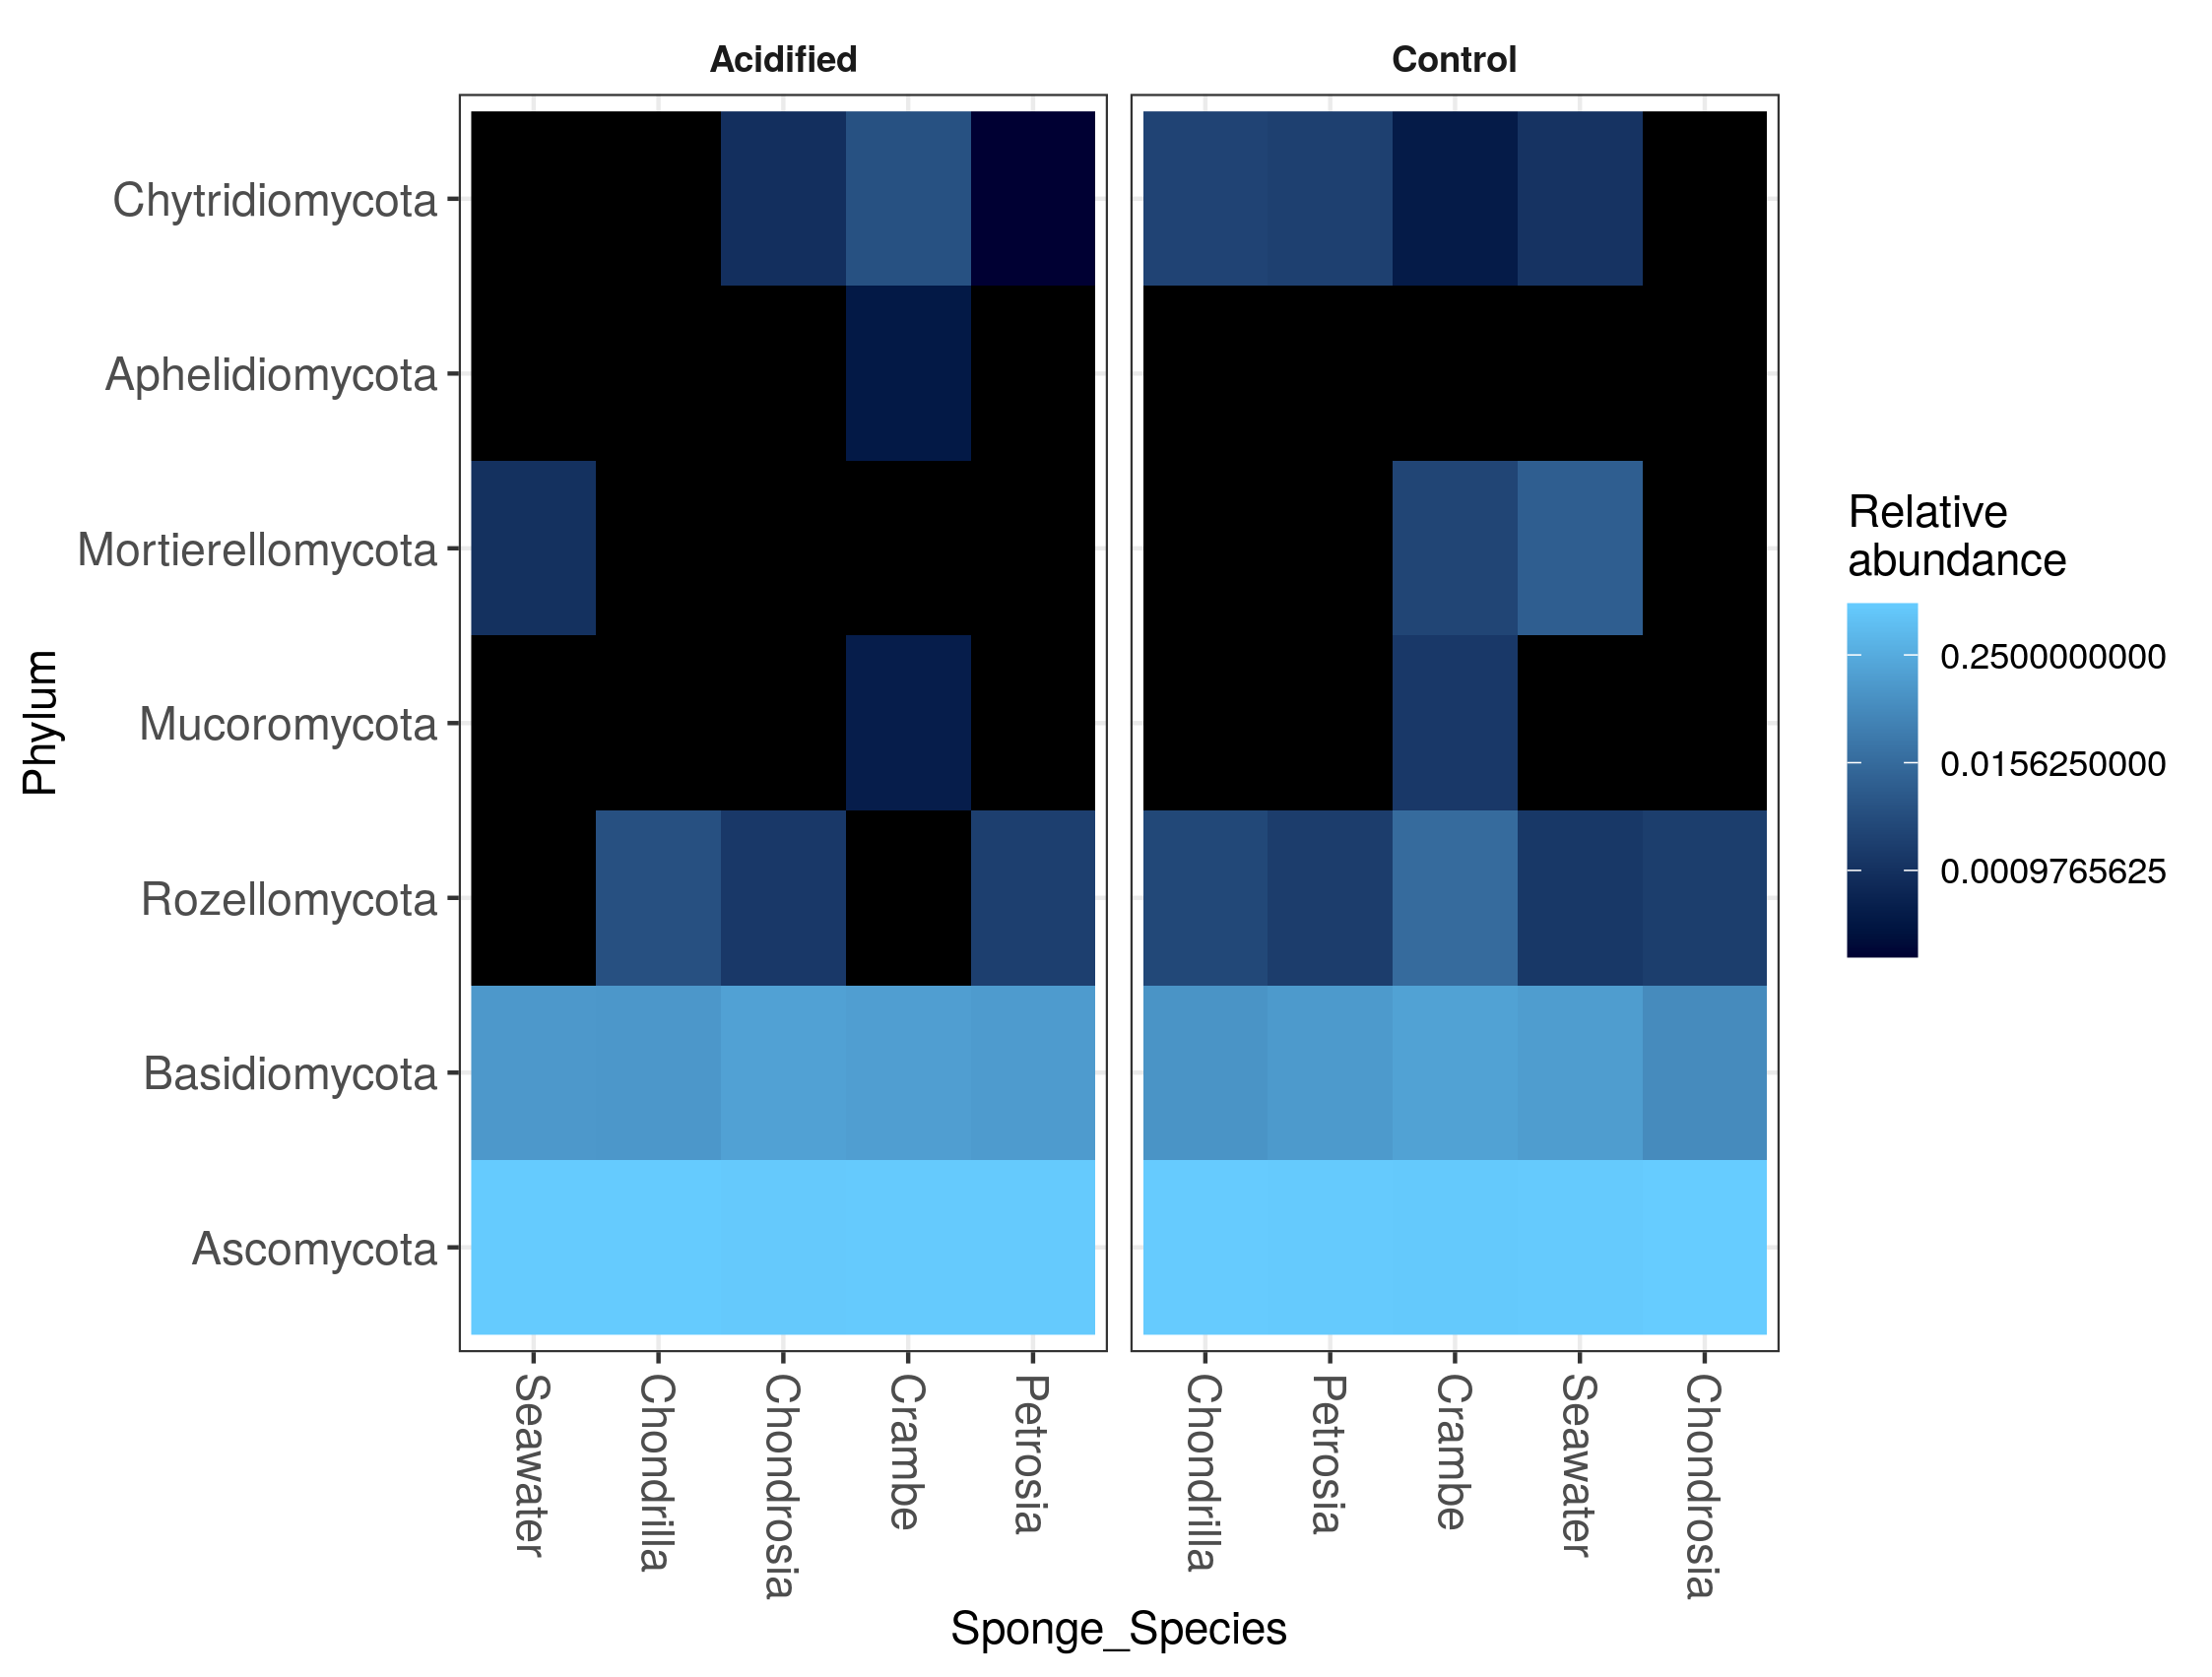 Acidified
Control
Chytridiomycota
Aphelidiomycota
Mortierellomycota
Mucoromycota
Rozellomycota
Basidiomycota
Ascomycota
Phylum
Seawater
Chondrilla
Chondrosia
Crambe
Petrosia
Chondrilla
Petrosia
Crambe
Seawater
Chondrosia
Sponge_Species
Relative
abundance
0.2500000000
0.0156250000
0.0009765625